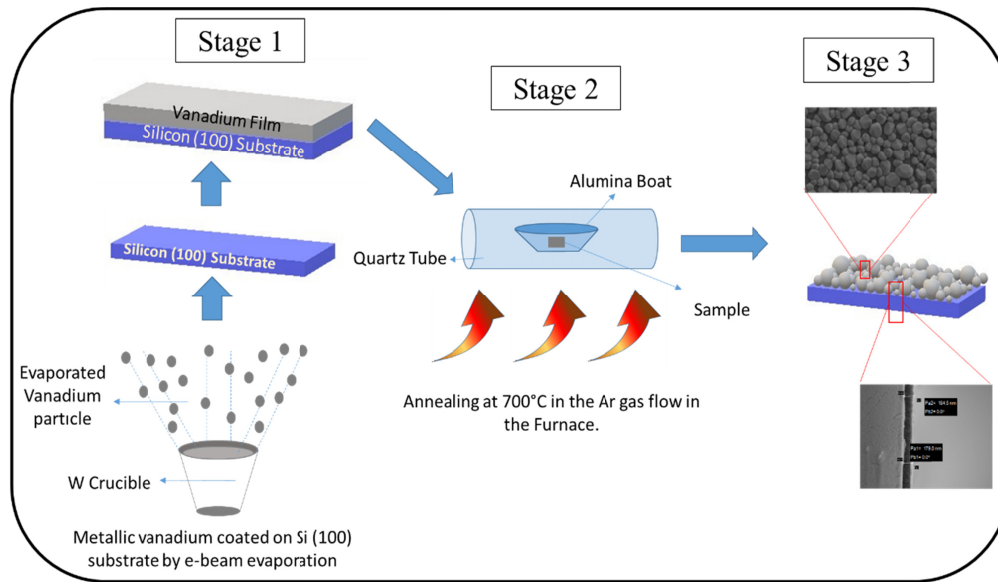 Stage 1
Vanadium Film
Silicon (100) Substrate
Silicon (100) Substrate
Evaporated
Vanadium
particle
W Crucible
Metallic vanadium coated on Si (100)
substrate by e-beam evaporation
Stage 2
Alumina Boat
Quartz Tube
Sample
Annealing at 700°C in the Ar gas flow in
the Furnace.
Stage 3